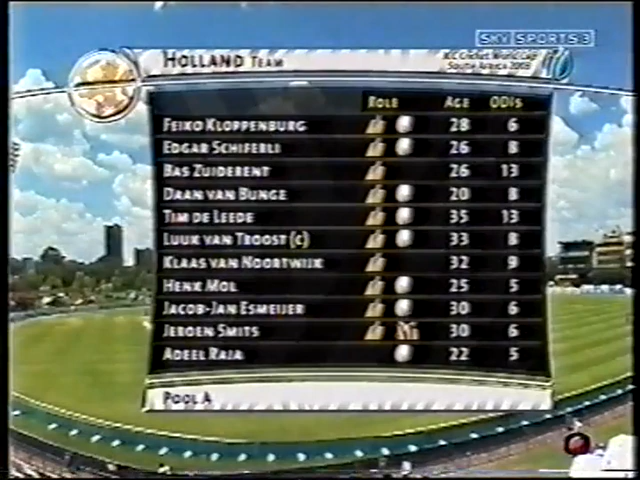 SKY SPORTS 3
HOLLAND TEAM
ICC Cricket World Cup
South Africa 2003
ROLE AGE ODIs
FEIKO KLOPPENBURG 28 6
EDGAR SCHIFERLI 26 8
BAS ZUIDERENT 26 13
DAAN VAN BUNGE 20 8
TIM DE LEEDE 35 13
LUUK VAN TROOST (c) 33 8
KLAAS VAN NOORTWIJK 32 9
HENK MOL 25 5
JACOB-JAN ESMEIJER 30 6
JEROEN SMITS 30 6
ADEEL RAJA 22 5
POOL A